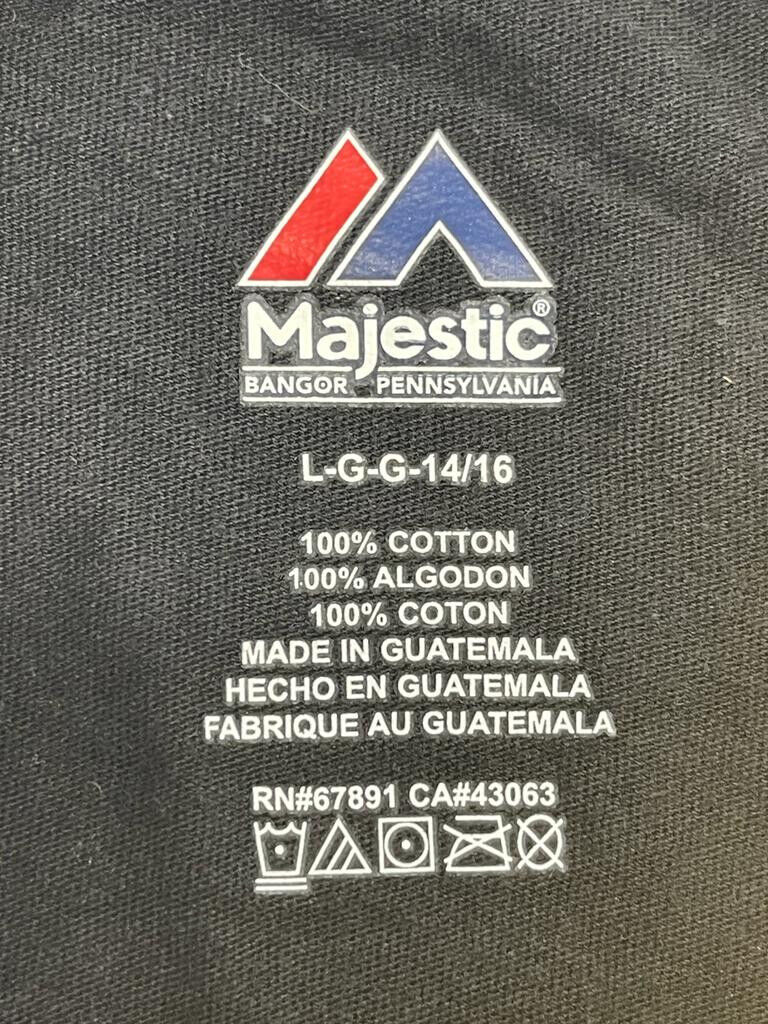 Majestic®
BANGOR PENNSYLVANIA
L-G-G-14/16
100% COTTON
100% ALGODON
100% COTON
MADE IN GUATEMALA
HECHO EN GUATEMALA
FABRIQUE AU GUATEMALA
RN#67891 CA#43063